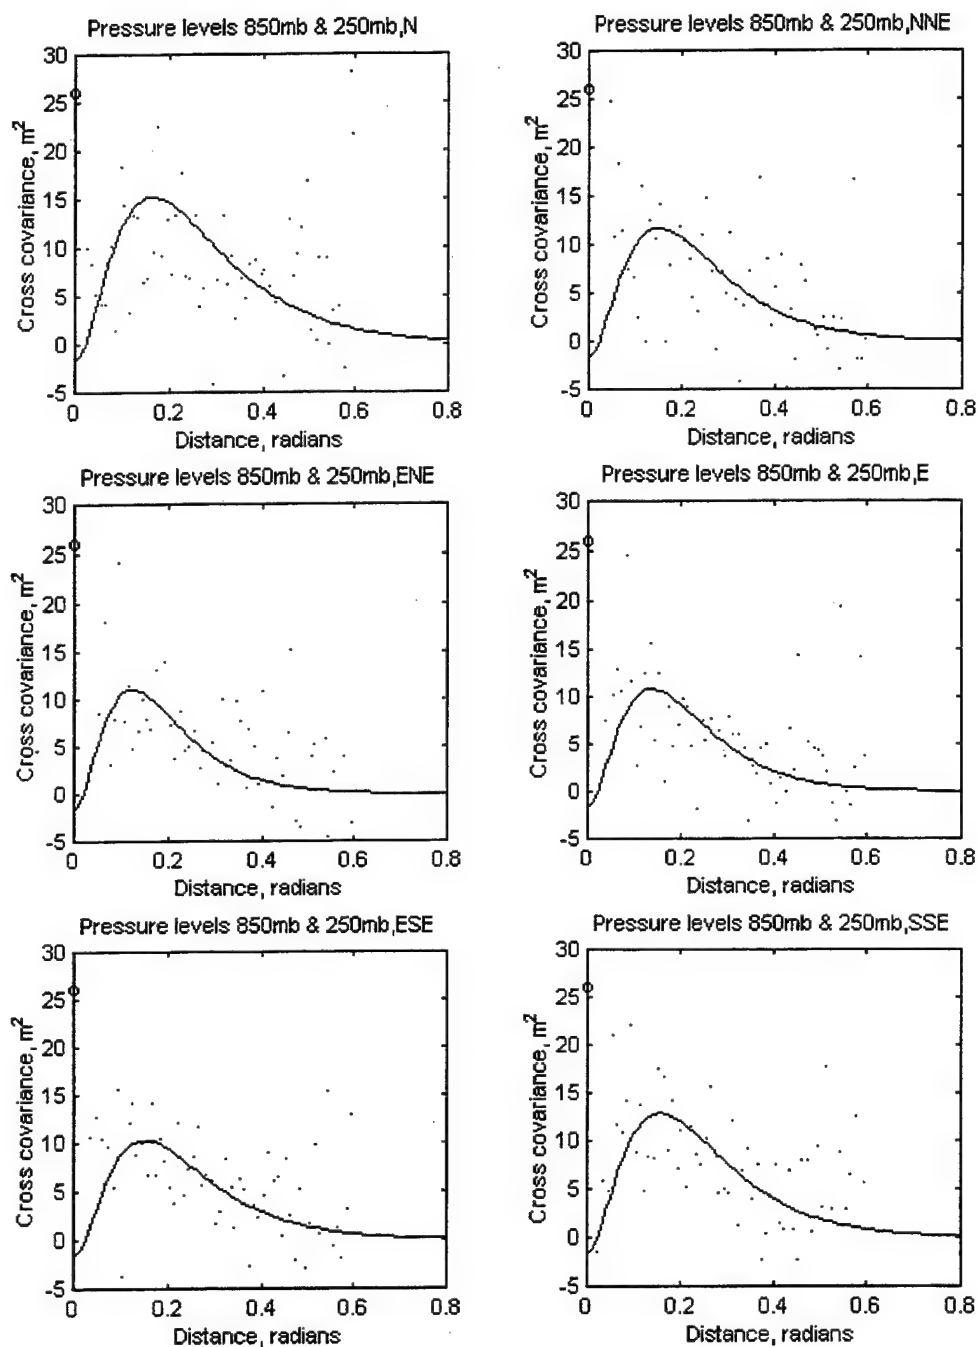 Pressure levels 850mb & 250mb,N
30
25
20
15
10
5
0
-5
Cross covariance, m²
0 0.2 0.4 0.6 0.8
Distance, radians
Pressure levels 850mb & 250mb,NNE
30
25
20
15
10
5
0
-5
Cross covariance, m²
0 0.2 0.4 0.6 0.8
Distance, radians
Pressure levels 850mb & 250mb,ENE
30
25
20
15
10
5
0
-5
Cross covariance, m²
0 0.2 0.4 0.6 0.8
Distance, radians
Pressure levels 850mb & 250mb,E
30
25
20
15
10
5
0
-5
Cross covariance, m²
0 0.2 0.4 0.6 0.8
Distance, radians
Pressure levels 850mb & 250mb,ESE
30
25
20
15
10
5
0
-5
Cross covariance, m²
0 0.2 0.4 0.6 0.8
Distance, radians
Pressure levels 850mb & 250mb,SSE
30
25
20
15
10
5
0
-5
Cross covariance, m²
0 0.2 0.4 0.6 0.8
Distance, radians